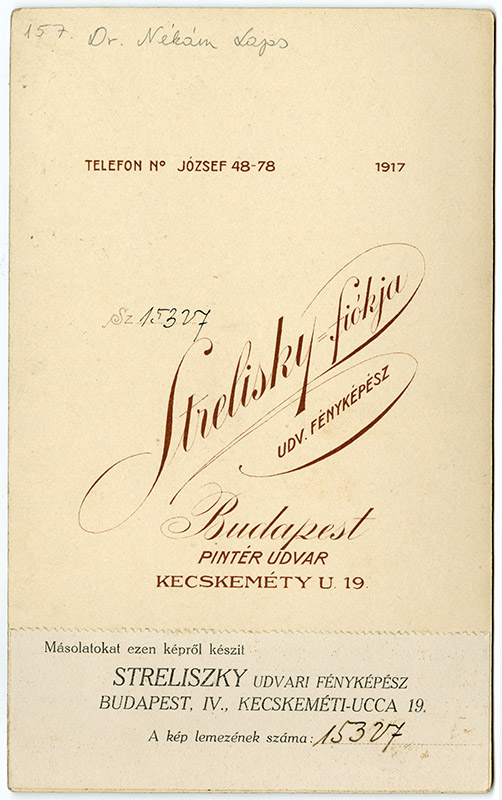 157. Dr. Nékám Lajos
TELEFON Nº JÓZSEF 48-78 1917
Sz 15327
Strelisky=fiókja
UDV. FÉNYKÉPÉSZ
Budapest
PINTÉR UDVAR
KECSKEMÉTY U. 19.
Másolatokat ezen képről készit
STRELISZKY UDVARI FÉNYKÉPÉSZ
BUDAPEST, IV., KECSKEMÉTI-UCCA 19.
A kép lemezének száma: 15327